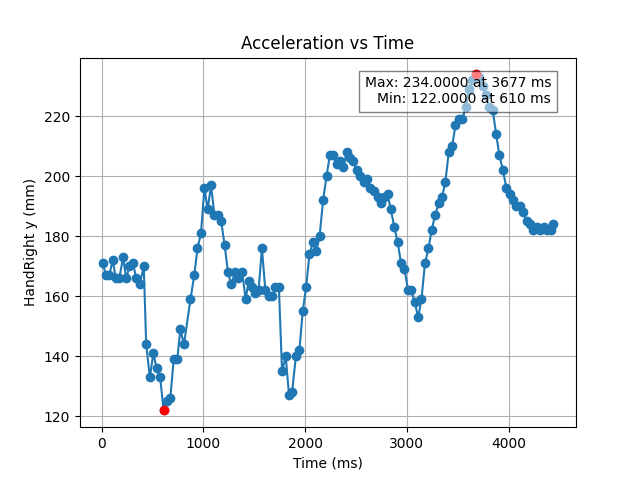 Acceleration vs Time
Max: 234.0000 at 3677 ms
Min: 122.0000 at 610 ms
HandRight y (mm)
220
200
180
160
140
120
0 1000 2000 3000 4000
Time (ms)